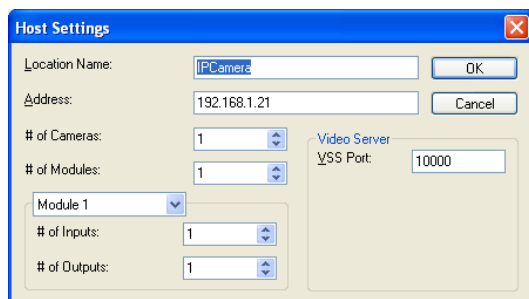 Host Settings
Location Name: IPCamera OK
Address: 192.168.1.21 Cancel
# of Cameras: 1
Video Server
VSS Port: 10000
# of Modules: 1
Module 1
# of Inputs: 1
# of Outputs: 1